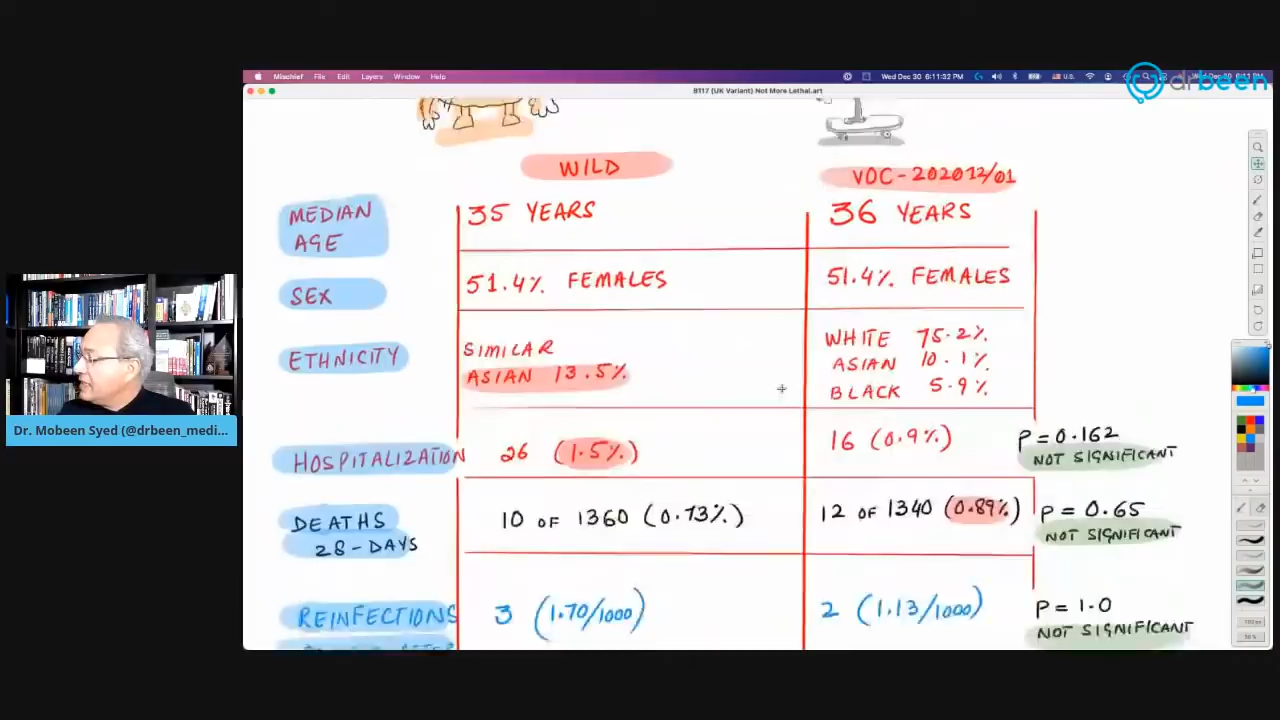 Mischief File Edit Layers Window Help
Wed Dec 30 6:11:32 PM
U.S.
drbeen
B117 (UK Variant) Not More Lethal.art
WILD
VOC-202012/01
MEDIAN
AGE
35 YEARS
36 YEARS
SEX
51.4% FEMALES
51.4% FEMALES
ETHNICITY
SIMILAR
ASIAN 13.5%
WHITE 75.2%
ASIAN 10.1%
BLACK 5.9%
HOSPITALIZATION
26 (1.5%)
16 (0.9%)
P=0.162
NOT SIGNIFICANT
DEATHS
28-DAYS
10 OF 1360 (0.73%)
12 OF 1340 (0.89%)
P = 0.65
NOT SIGNIFICANT
REINFECTIONS
3 (1.70/1000)
2 (1.13/1000)
P = 1.0
NOT SIGNIFICANT
Dr. Mobeen Syed (@drbeen_medi...